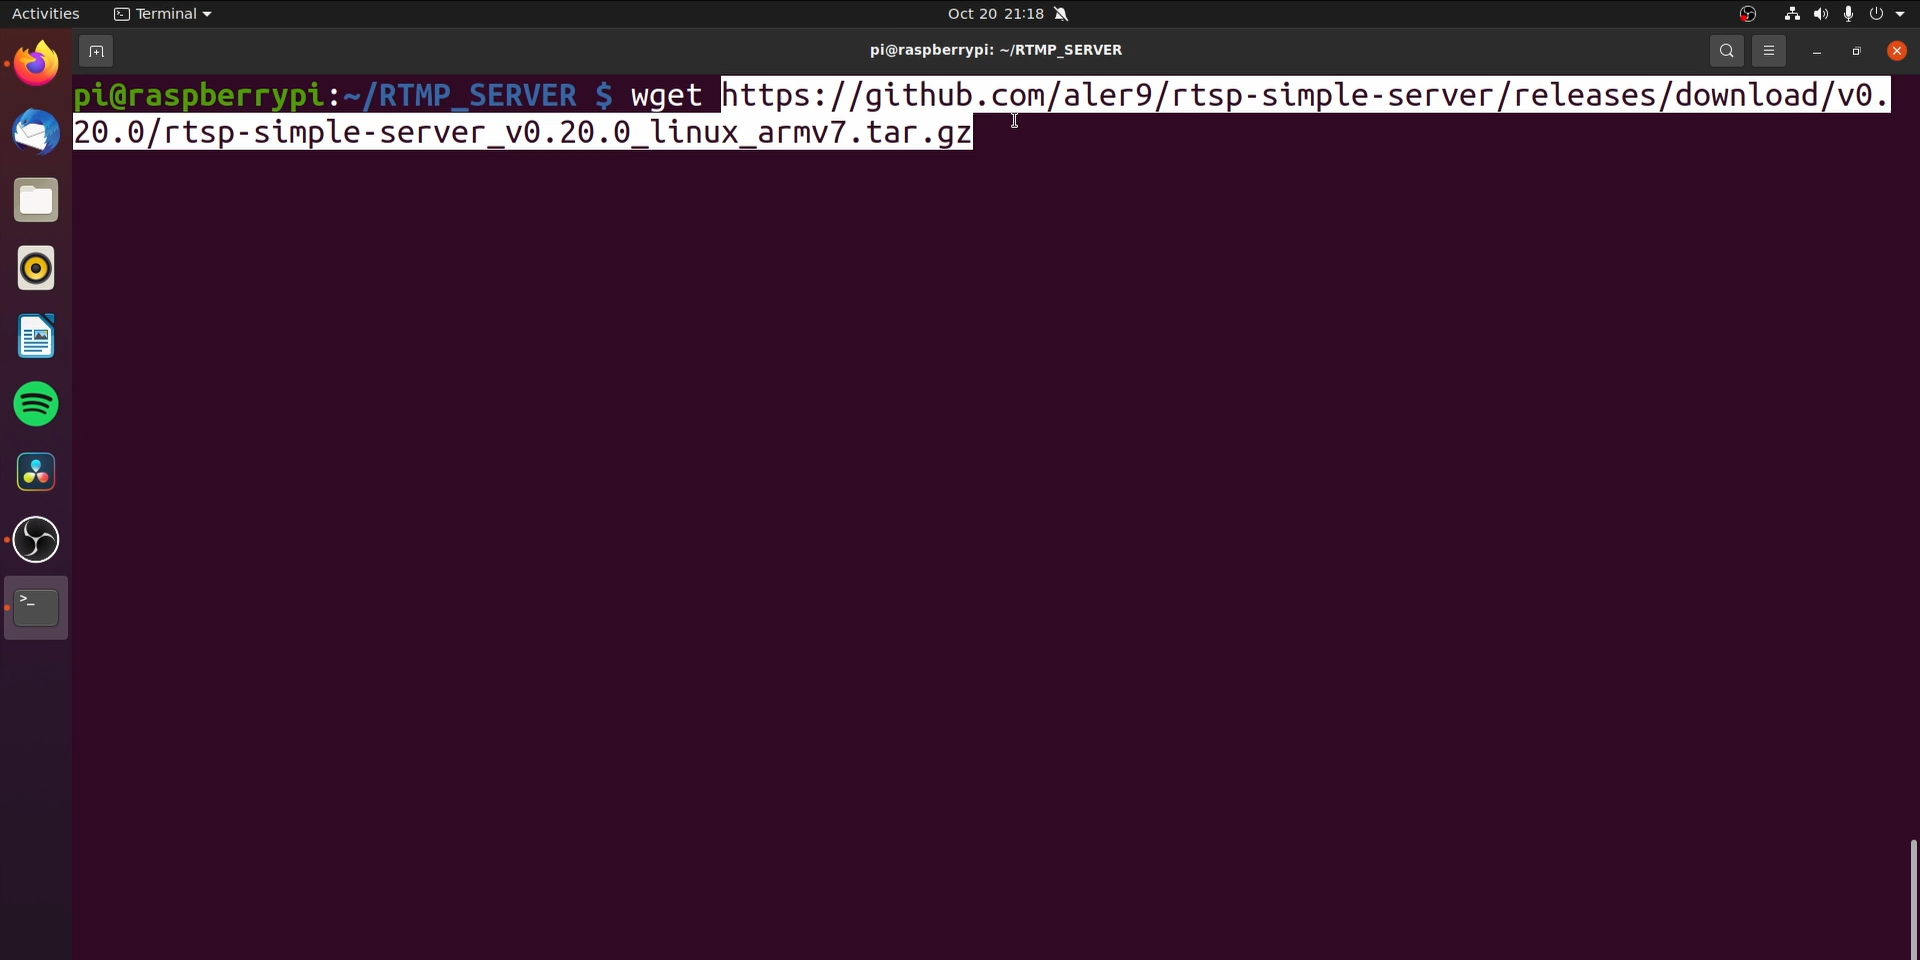 Activities
Terminal
Oct 20 21:18
pi@raspberrypi: ~/RTMP_SERVER
pi@raspberrypi:~/RTMP_SERVER $ wget https://github.com/aler9/rtsp-simple-server/releases/download/v0.
20.0/rtsp-simple-server_v0.20.0_linux_armv7.tar.gz
>_